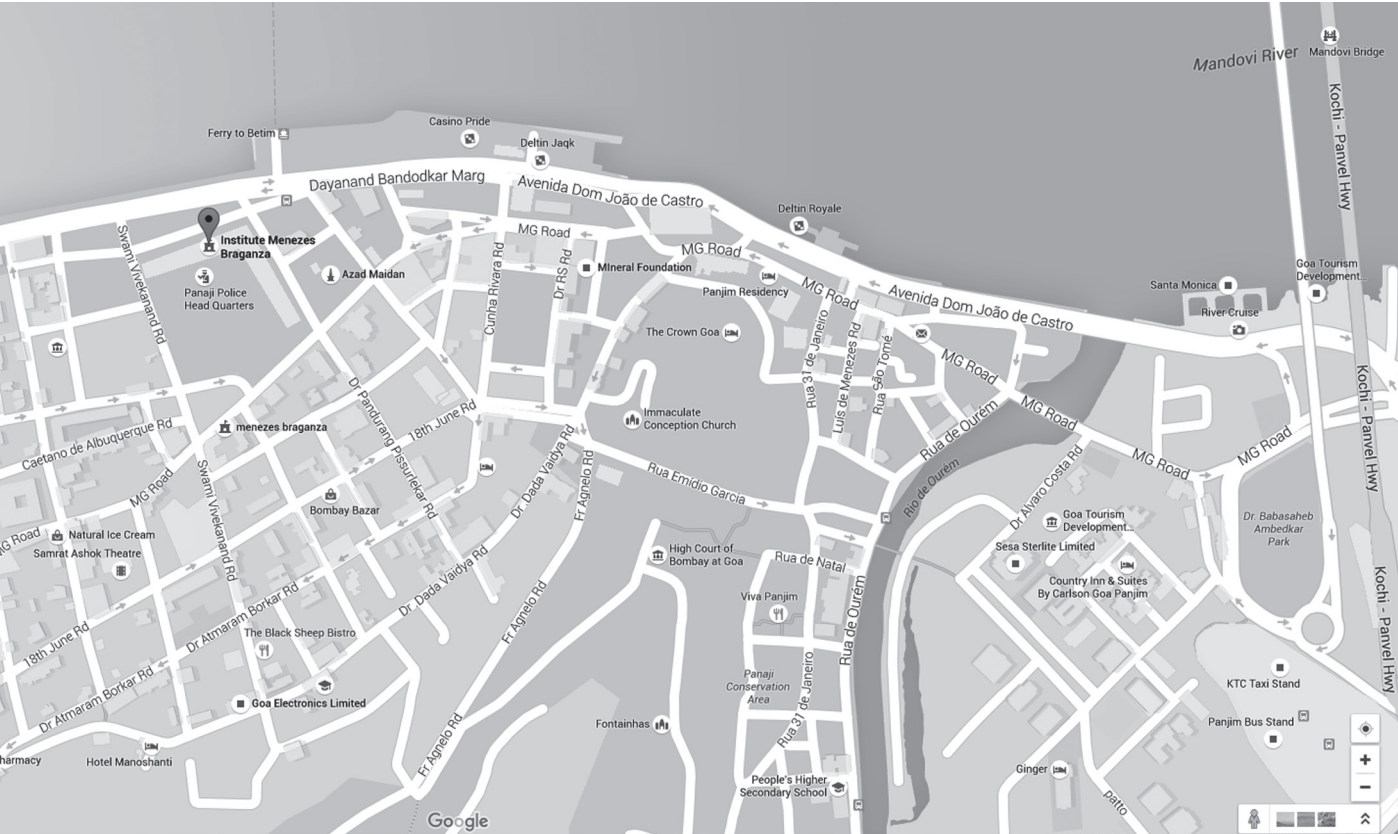 Mandovi River
Mandovi Bridge
Kochi - Panvel Hwy
Casino Pride
Ferry to Betim
Deltin Jaqk
Dayanand Bandodkar Marg
Avenida Dom João de Castro
Deltin Royale
Swami Vivekanand Rd
Institute Menezes
Braganza
MG Road
MG Road
Azad Maidan
Cunha Rivara Rd
Dr RS Rd
MIneral Foundation
Panjim Residency
Goa Tourism
Development...
Santa Monica
River Cruise
Panaji Police
Head Quarters
MG Road
Avenida Dom João de Castro
The Crown Goa
Rua 31 de Janeiro
Luis de Menezes Rd
Rua São Tomé
MG Road
Kochi - Panvel Hwy
Dr Pandurang Pissurlekar Rd
18th June Rd
Immaculate
Conception Church
Rua de Ourém
MG Road
menezes braganza
Caetano de Albuquerque Rd
MG Road
MG Road
MG Road
Swami Vivekanand Rd
Dr. Dada Vaidya Rd
Fr Agnelo Rd
Rua Emídio Garcia
Rio de Ourém
Dr Alvaro Costa Rd
Bombay Bazar
Goa Tourism
Development...
Dr. Babasaheb
Ambedkar
Park
MG Road
Natural Ice Cream
Samrat Ashok Theatre
High Court of
Bombay at Goa
Rua de Natal
Sesa Sterlite Limited
Country Inn & Suites
By Carlson Goa Panjim
Kochi - Panvel Hwy
Dr. Dada Vaidya Rd
Dr Atmaram Borkar Rd
Fr Agnelo Rd
Viva Panjim
Rua de Ourém
18th June Rd
The Black Sheep Bistro
Dr Atmaram Borkar Rd
Panaji
Conservation
Area
Rua 31 de Janeiro
KTC Taxi Stand
Goa Electronics Limited
Fontainhas
Panjim Bus Stand
Fr Agnelo Rd
harmacy
Hotel Manoshanti
People's Higher
Secondary School
Ginger
patto
Google